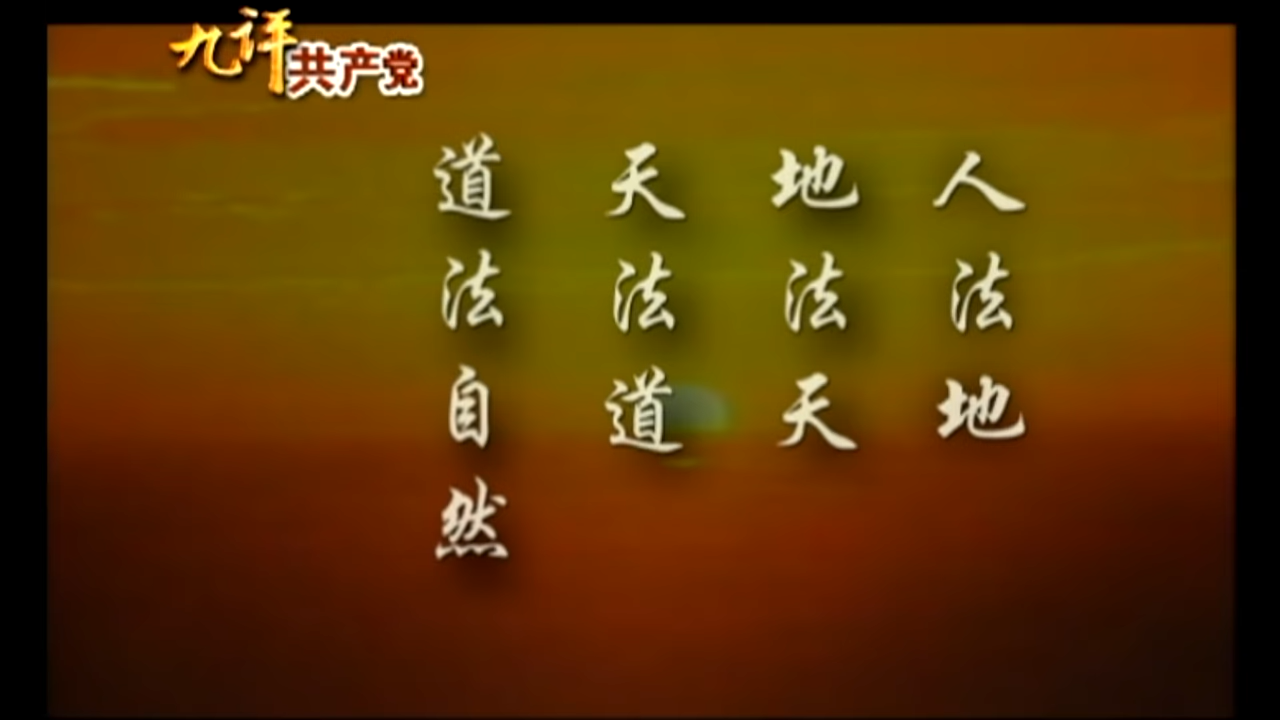 九评共产党
人法地
地法天
天法道
道法自然